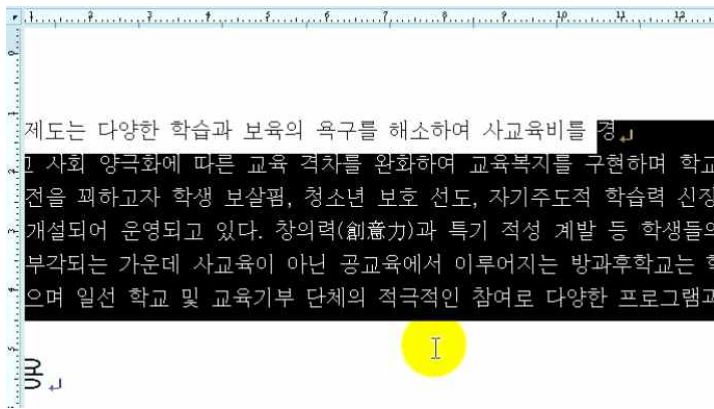 제도는 다양한 학습과 보육의 욕구를 해소하여 사교육비를 경
고 사회 양극화에 따른 교육 격차를 완화하여 교육복지를 구현하며 학교
전을 꾀하고자 학생 보살핌, 청소년 보호 선도, 자기주도적 학습력 신장
개설되어 운영되고 있다. 창의력(創意力)과 특기 적성 계발 등 학생들의
부각되는 가운데 사교육이 아닌 공교육에서 이루어지는 방과후학교는
으며 일선 학교 및 교육기부 단체의 적극적인 참여로 다양한 프로그램과
용